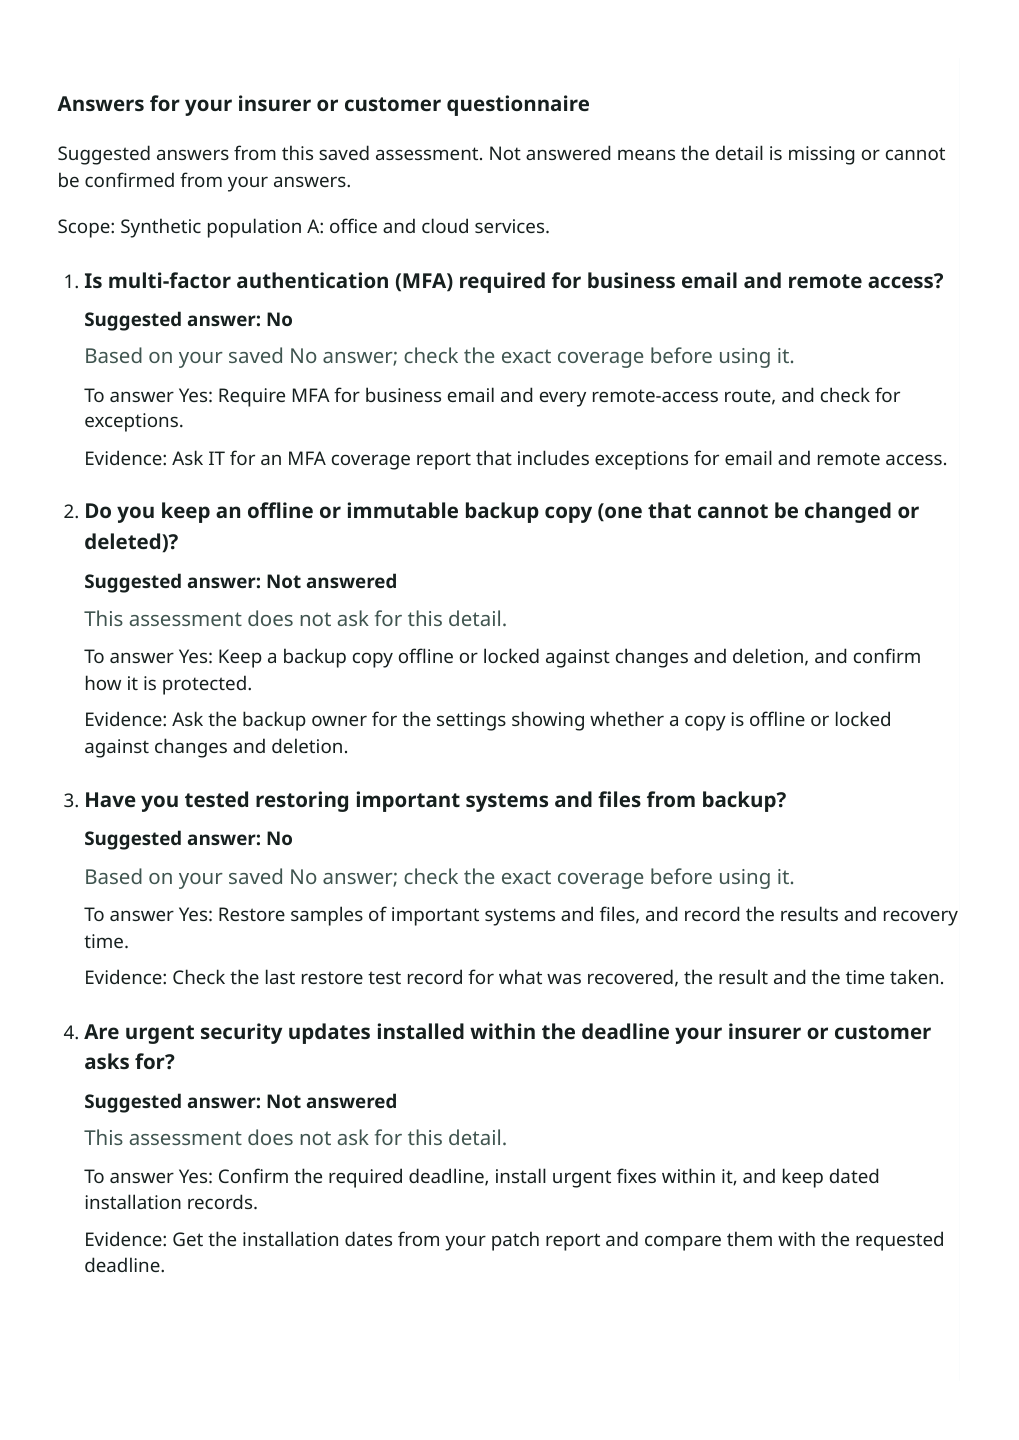 Answers for your insurer or customer questionnaire
Suggested answers from this saved assessment. Not answered means the detail is missing or cannot
be confirmed from your answers.
Scope: Synthetic population A: office and cloud services.
1. Is multi-factor authentication (MFA) required for business email and remote access?
Suggested answer: No
Based on your saved No answer; check the exact coverage before using it.
To answer Yes: Require MFA for business email and every remote-access route, and check for
exceptions.
Evidence: Ask IT for an MFA coverage report that includes exceptions for email and remote access.
2. Do you keep an offline or immutable backup copy (one that cannot be changed or
deleted)?
Suggested answer: Not answered
This assessment does not ask for this detail.
To answer Yes: Keep a backup copy offline or locked against changes and deletion, and confirm
how it is protected.
Evidence: Ask the backup owner for the settings showing whether a copy is offline or locked
against changes and deletion.
3. Have you tested restoring important systems and files from backup?
Suggested answer: No
Based on your saved No answer; check the exact coverage before using it.
To answer Yes: Restore samples of important systems and files, and record the results and recovery
time.
Evidence: Check the last restore test record for what was recovered, the result and the time taken.
4. Are urgent security updates installed within the deadline your insurer or customer
asks for?
Suggested answer: Not answered
This assessment does not ask for this detail.
To answer Yes: Confirm the required deadline, install urgent fixes within it, and keep dated
installation records.
Evidence: Get the installation dates from your patch report and compare them with the requested
deadline.